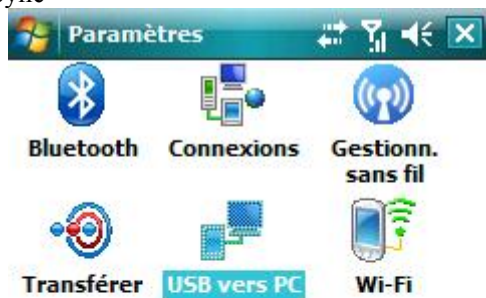 Paramètres
Bluetooth Connexions Gestionn. sans fil
Transférer USB vers PC Wi-Fi